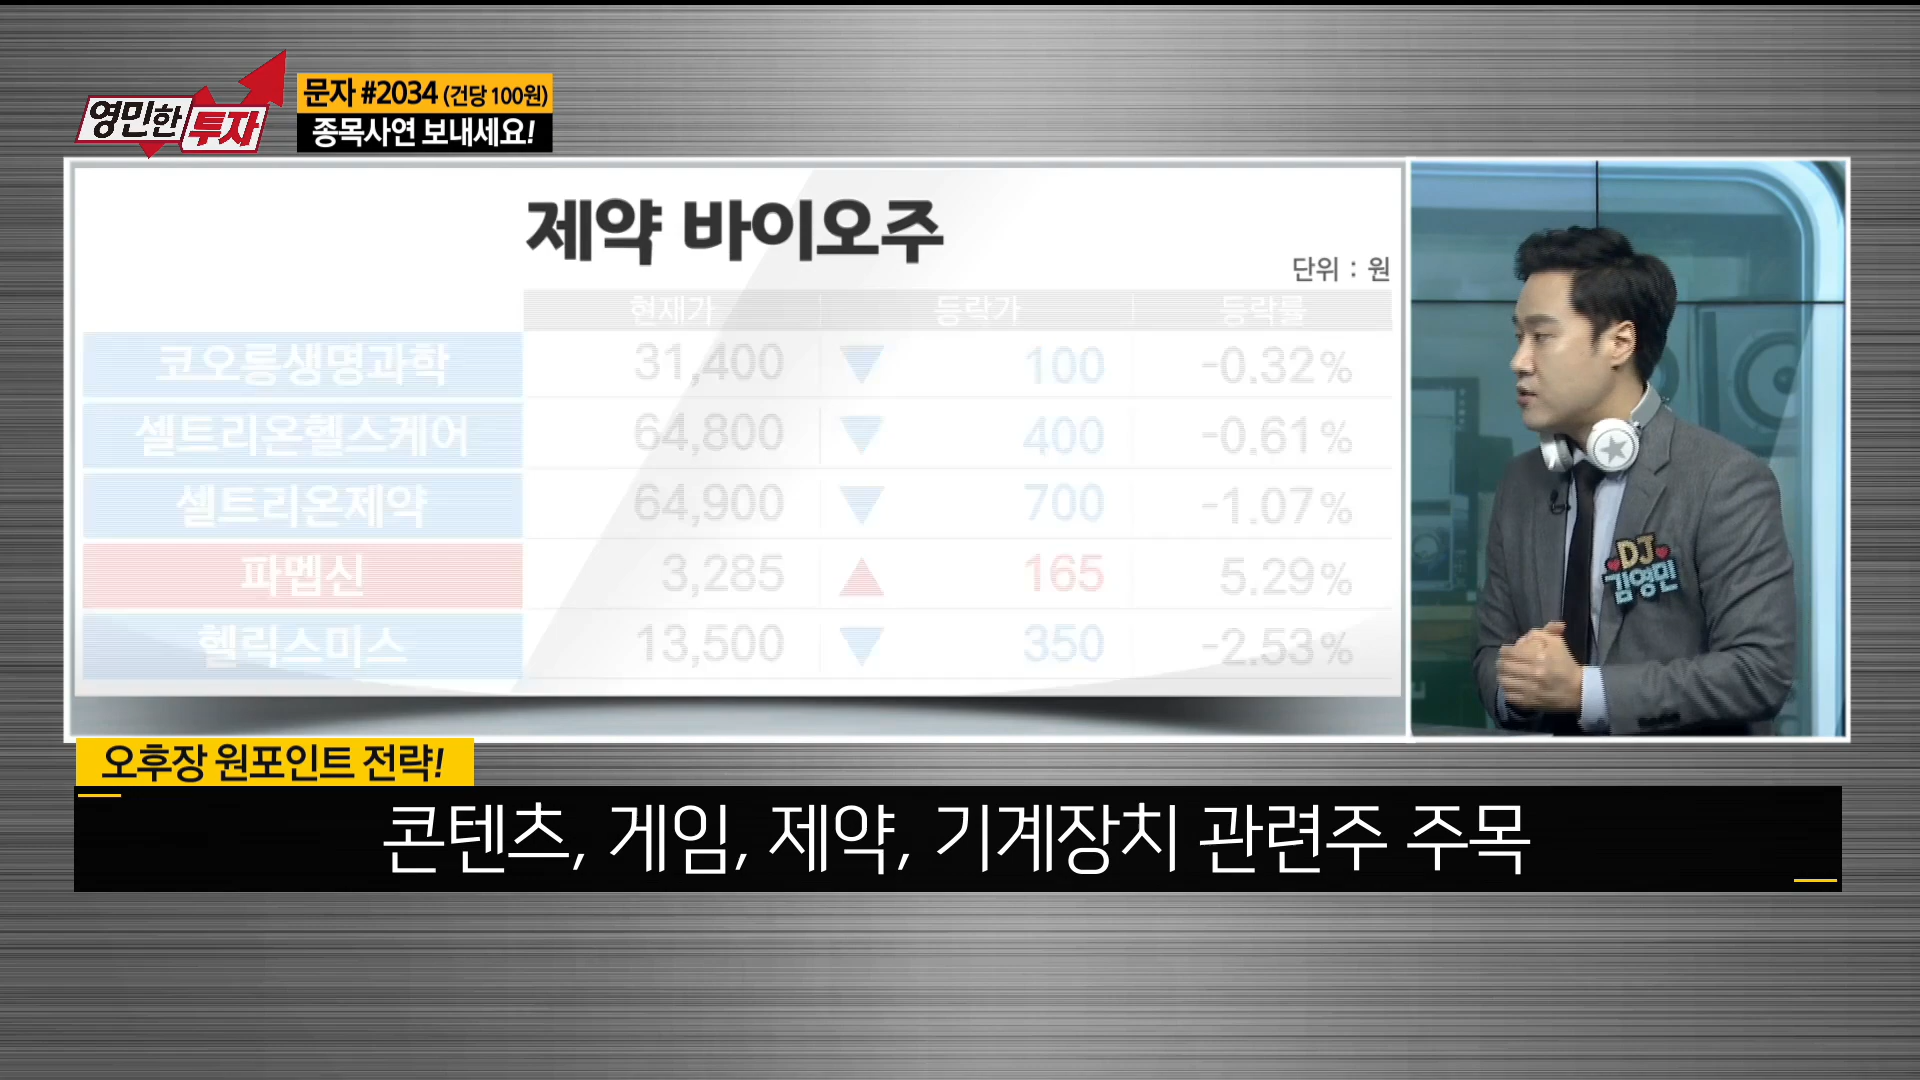 영민한 투자
문자 #2034 (건당 100원)
종목사연 보내세요!
제약 바이오주
단위 : 원
현재가 등락가 등락률
코오롱생명과학 31,400 ▼ 100 -0.32%
셀트리온헬스케어 64,800 ▼ 400 -0.61%
셀트리온제약 64,900 ▼ 700 -1.07%
파멥신 3,285 ▲ 165 5.29%
헬릭스미스 13,500 ▼ 350 -2.53%
DJ
김영민
오후장 원포인트 전략!
콘텐츠, 게임, 제약, 기계장치 관련주 주목